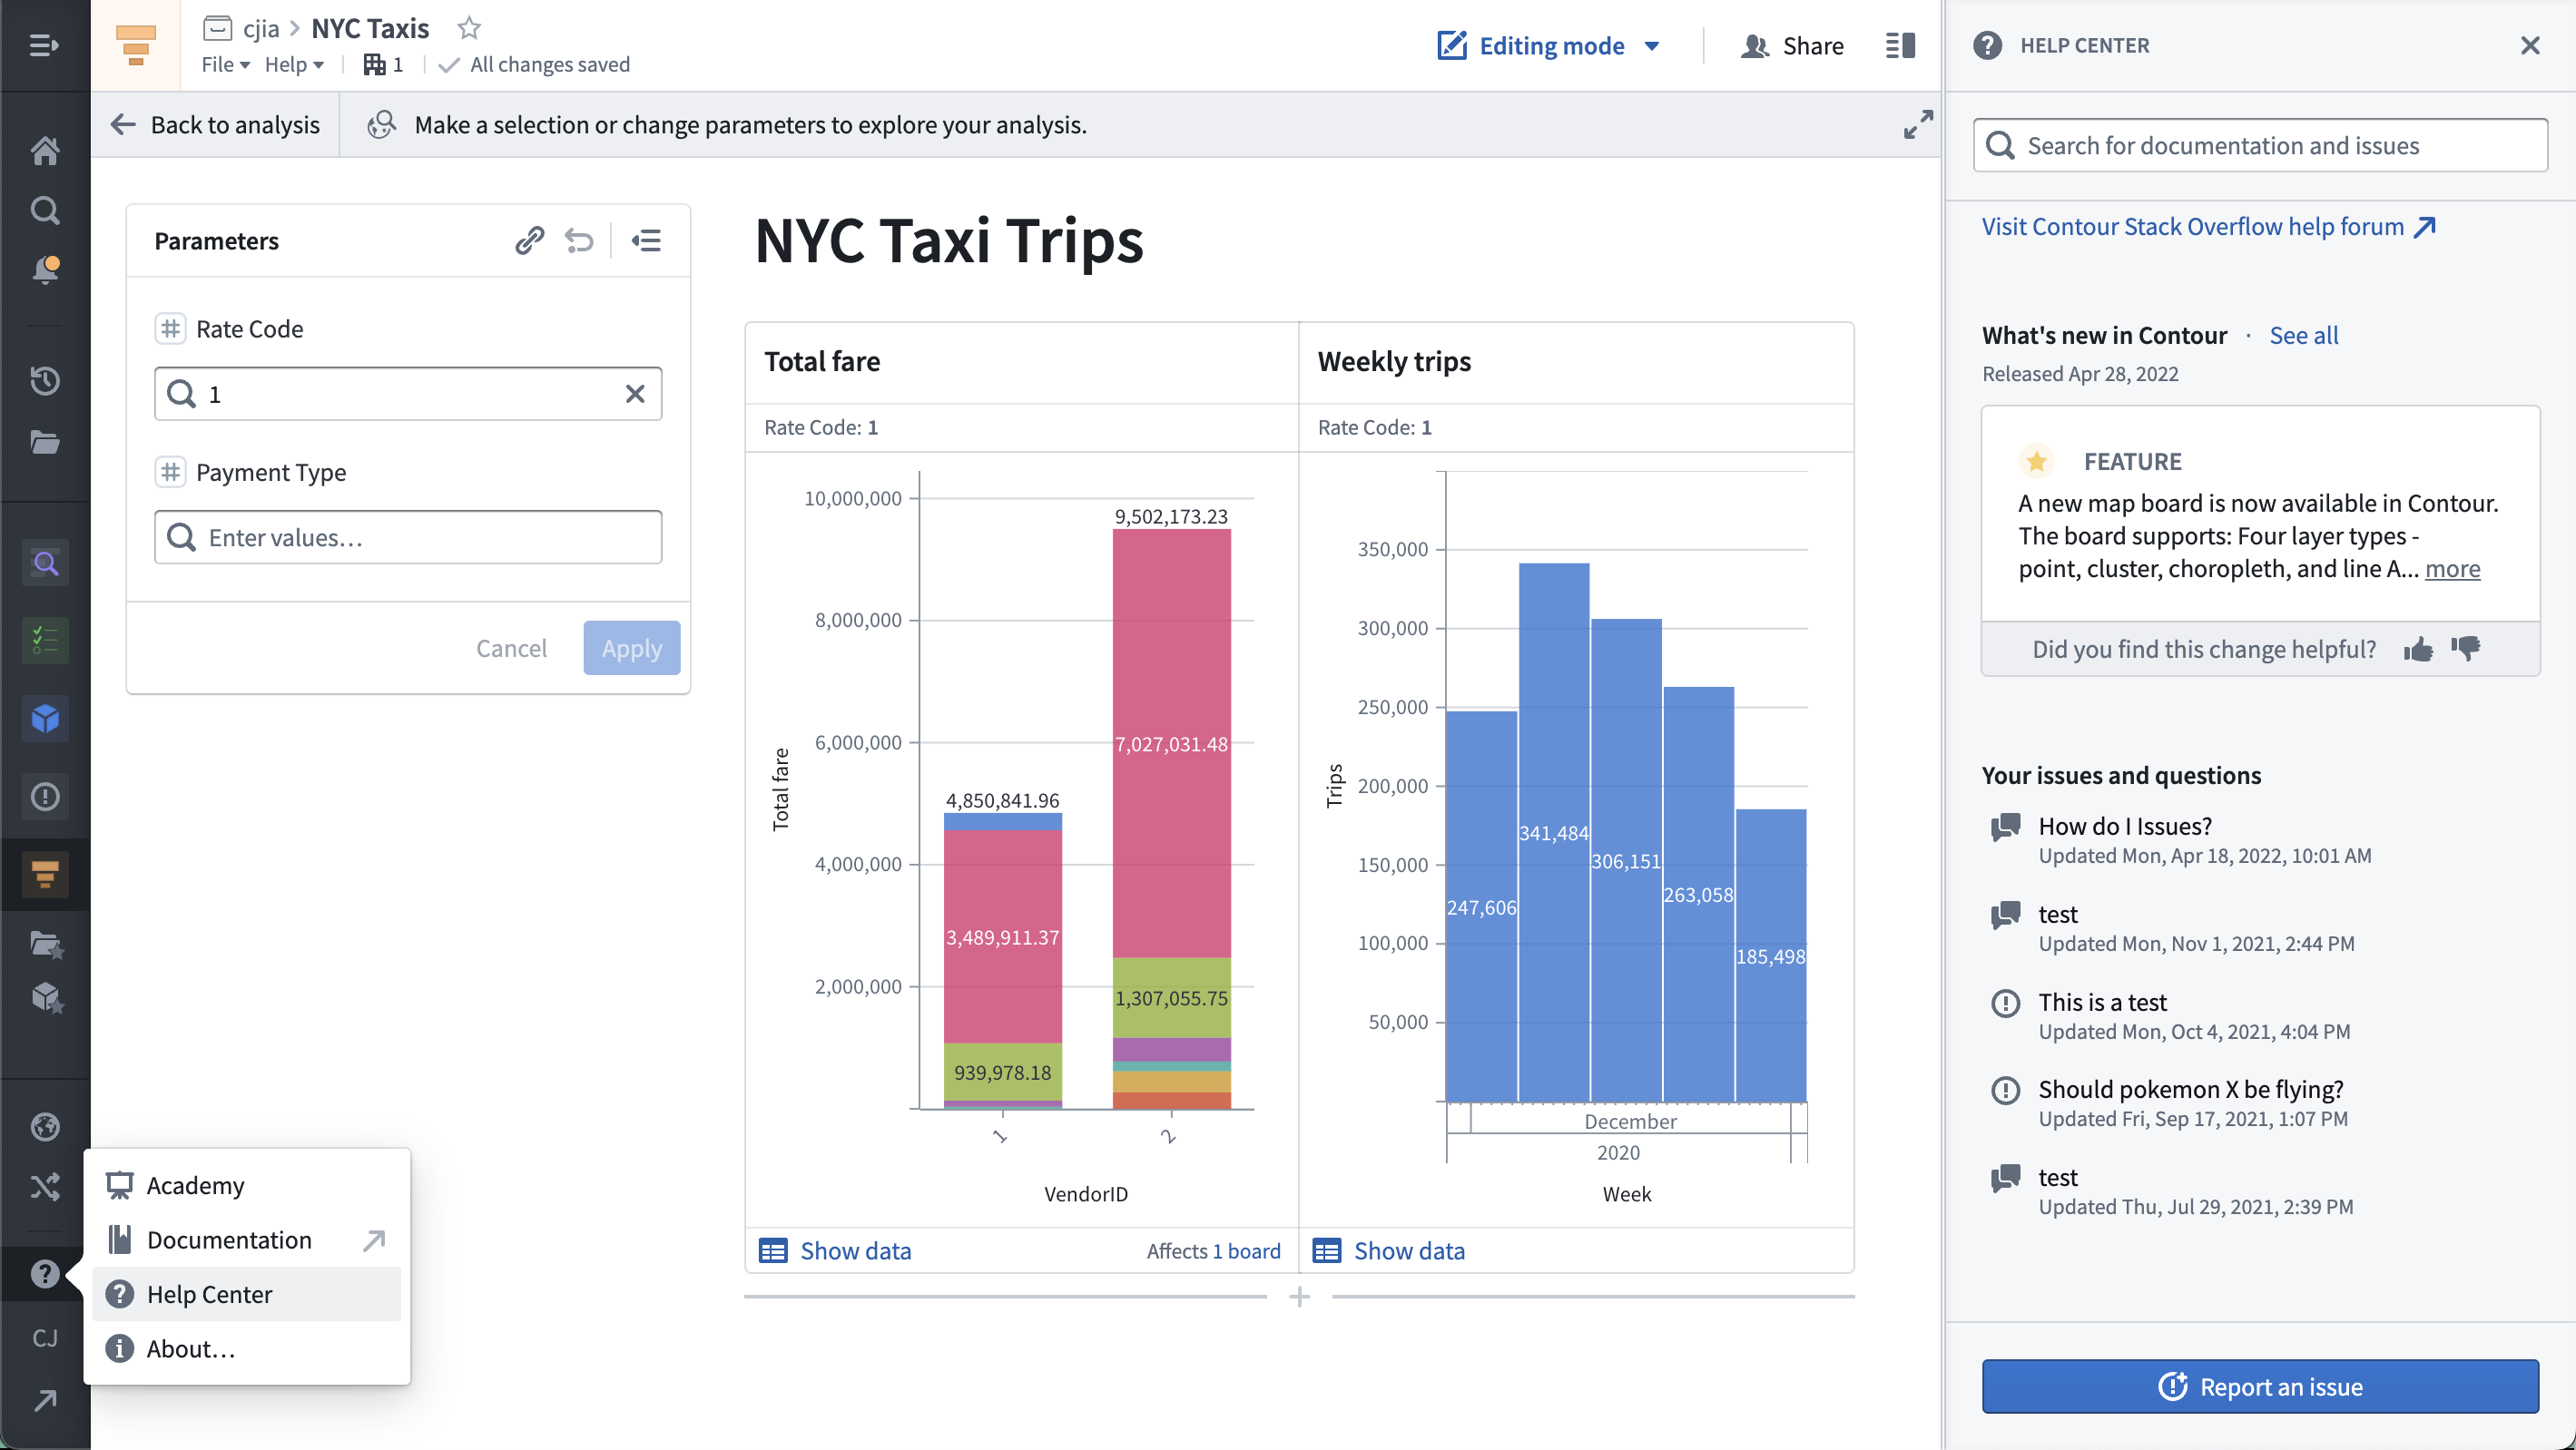 cjia > NYC Taxis
File Help 1 All changes saved
Editing mode
Share
Back to analysis
Make a selection or change parameters to explore your analysis.
Parameters
Rate Code
1
Payment Type
Enter values...
Cancel Apply
NYC Taxi Trips
Total fare
Rate Code: 1
10,000,000
8,000,000
6,000,000
4,000,000
2,000,000
Total fare
4,850,841.96
3,489,911.37
939,978.18
9,502,173.23
7,027,031.48
1,307,055.75
1
2
VendorID
Show data
Affects 1 board
Weekly trips
Rate Code: 1
350,000
300,000
250,000
200,000
150,000
100,000
50,000
Trips
247,606
341,484
306,151
263,058
185,498
December
2020
Week
Show data
Academy
Documentation
Help Center
About...
CJ
HELP CENTER
Search for documentation and issues
Visit Contour Stack Overflow help forum
What's new in Contour · See all
Released Apr 28, 2022
FEATURE
A new map board is now available in Contour.
The board supports: Four layer types -
point, cluster, choropleth, and line A... more
Did you find this change helpful?
Your issues and questions
How do I Issues?
Updated Mon, Apr 18, 2022, 10:01 AM
test
Updated Mon, Nov 1, 2021, 2:44 PM
This is a test
Updated Mon, Oct 4, 2021, 4:04 PM
Should pokemon X be flying?
Updated Fri, Sep 17, 2021, 1:07 PM
test
Updated Thu, Jul 29, 2021, 2:39 PM
Report an issue